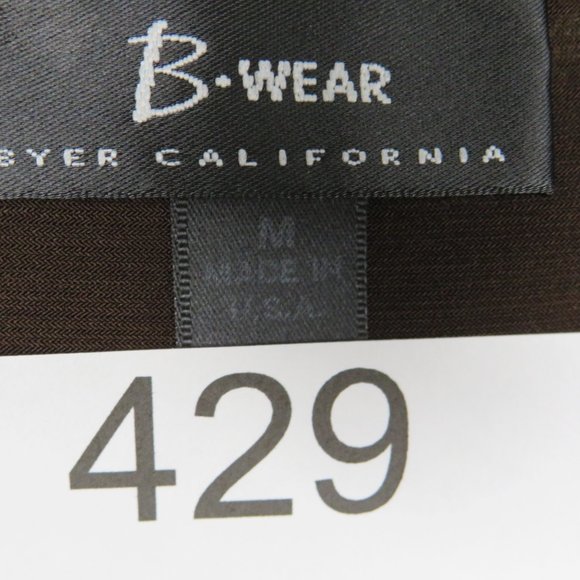 B·WEAR
BYER CALIFORNIA
M
MADE IN
U.S.A.
429